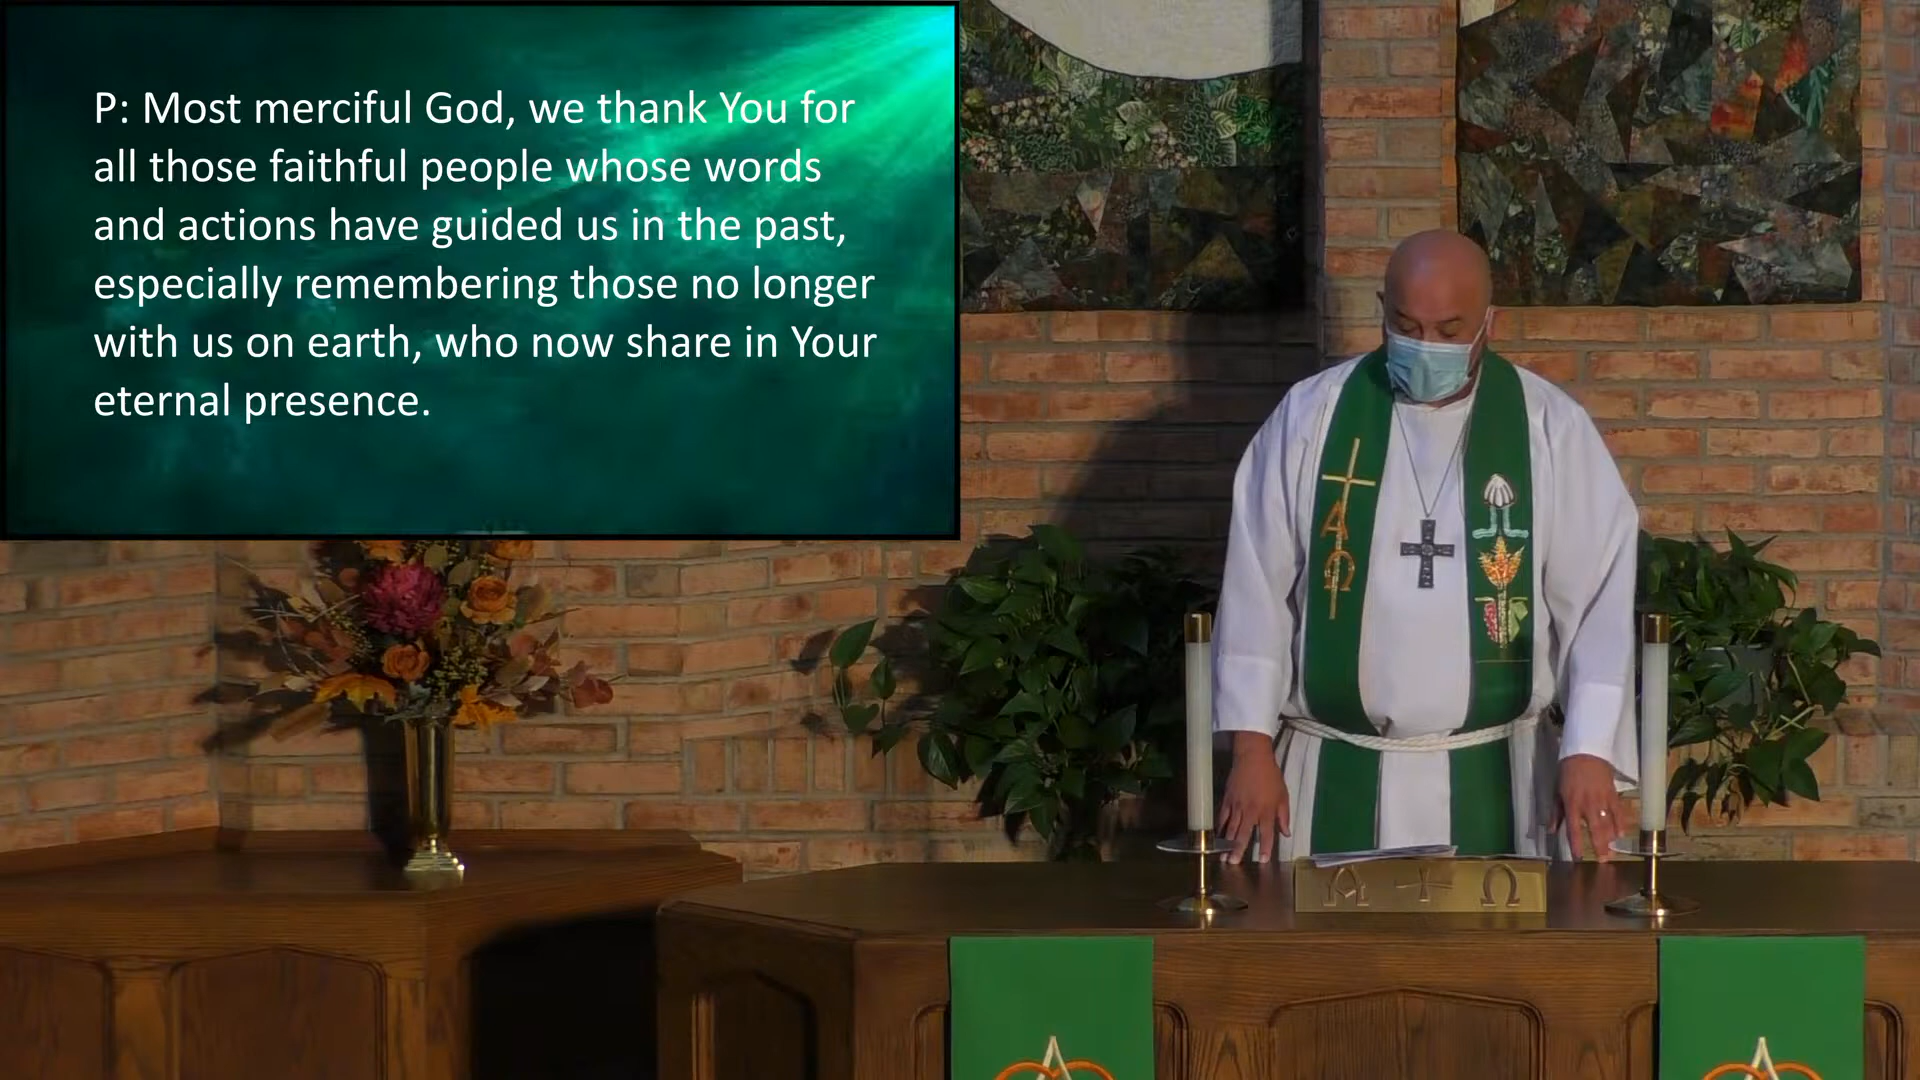 P: Most merciful God, we thank You for
all those faithful people whose words
and actions have guided us in the past,
especially remembering those no longer
with us on earth, who now share in Your
eternal presence.
Α
Ω
Α Ω